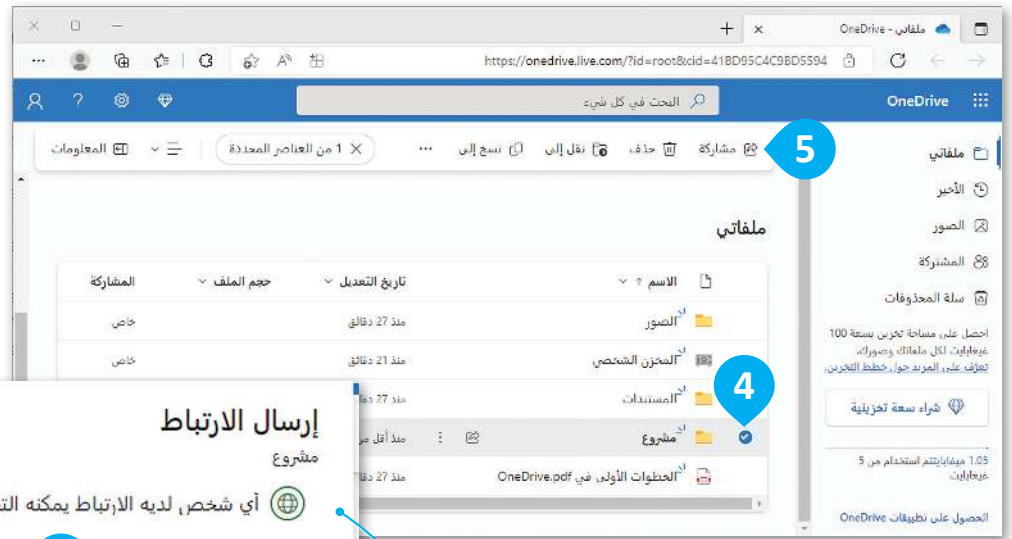 ملفاتي - OneDrive
https://onedrive.live.com/?id=root&cid=41BD95C4C9BD5594
OneDrive
البحث في كل شيء
?
5
مشاركة
حذف
نقل إلى
نسخ إلى
...
1 من العناصر المحددة
المعلومات
ملفاتي
الأخير
الصور
المشتركة
سلة المحذوفات
احصل على مساحة تخزين بسعة 100
غيغابايت لكل ملفاتك وصورك.
تعرّف على المزيد حول خطط التخزين.
شراء سعة تخزينية
1.05 ميغابايتتم استخدام من 5
غيغابايت
الحصول على تطبيقات OneDrive
ملفاتي
الاسم تاريخ التعديل حجم الملف المشاركة
الصور منذ 27 دقائق خاص
المخزن الشخصي منذ 21 دقائق خاص
المستندات منذ 27
4
مشروع منذ أقل
الخطوات الأولى في OneDrive.pdf منذ 27
إرسال الارتباط
مشروع
أي شخص لديه الارتباط يمكنه